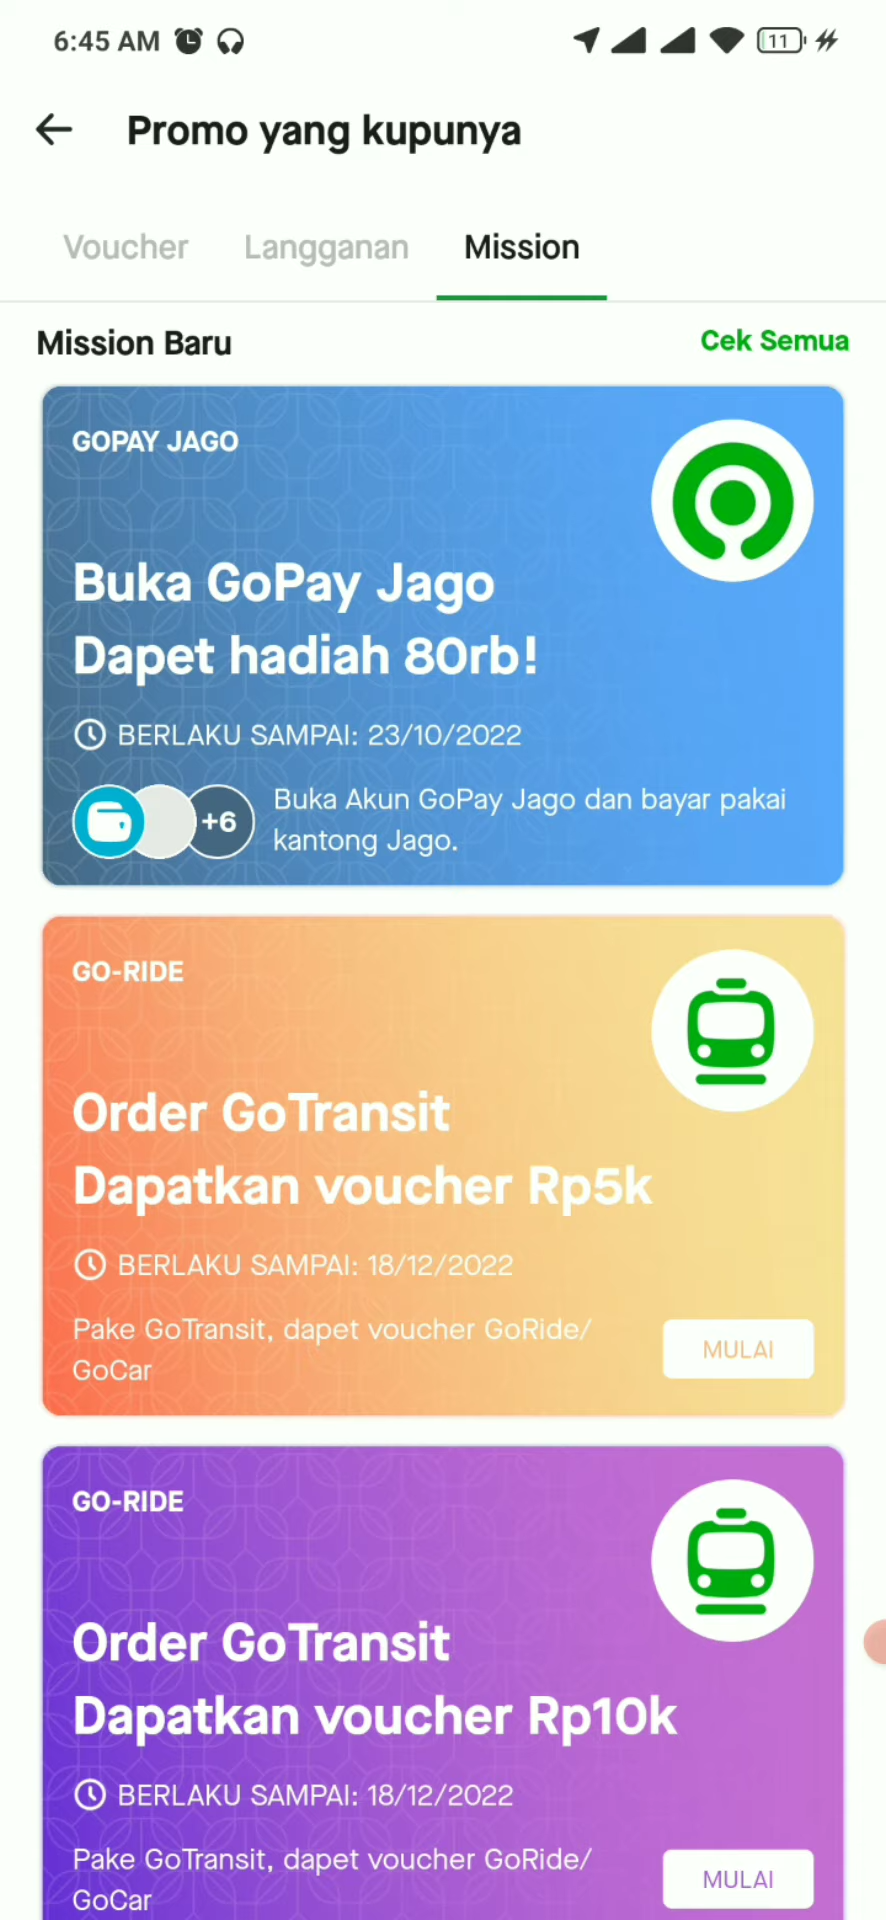 6:45 AM
11
Promo yang kupunya
Voucher
Langganan
Mission
Mission Baru
Cek Semua
GOPAY JAGO
Buka GoPay Jago
Dapet hadiah 80rb!
BERLAKU SAMPAI: 23/10/2022
+6
Buka Akun GoPay Jago dan bayar pakai
kantong Jago.
GO-RIDE
Order GoTransit
Dapatkan voucher Rp5k
BERLAKU SAMPAI: 18/12/2022
Pake GoTransit, dapet voucher GoRide/
GoCar
MULAI
GO-RIDE
Order GoTransit
Dapatkan voucher Rp10k
BERLAKU SAMPAI: 18/12/2022
Pake GoTransit, dapet voucher GoRide/
GoCar
MULAI